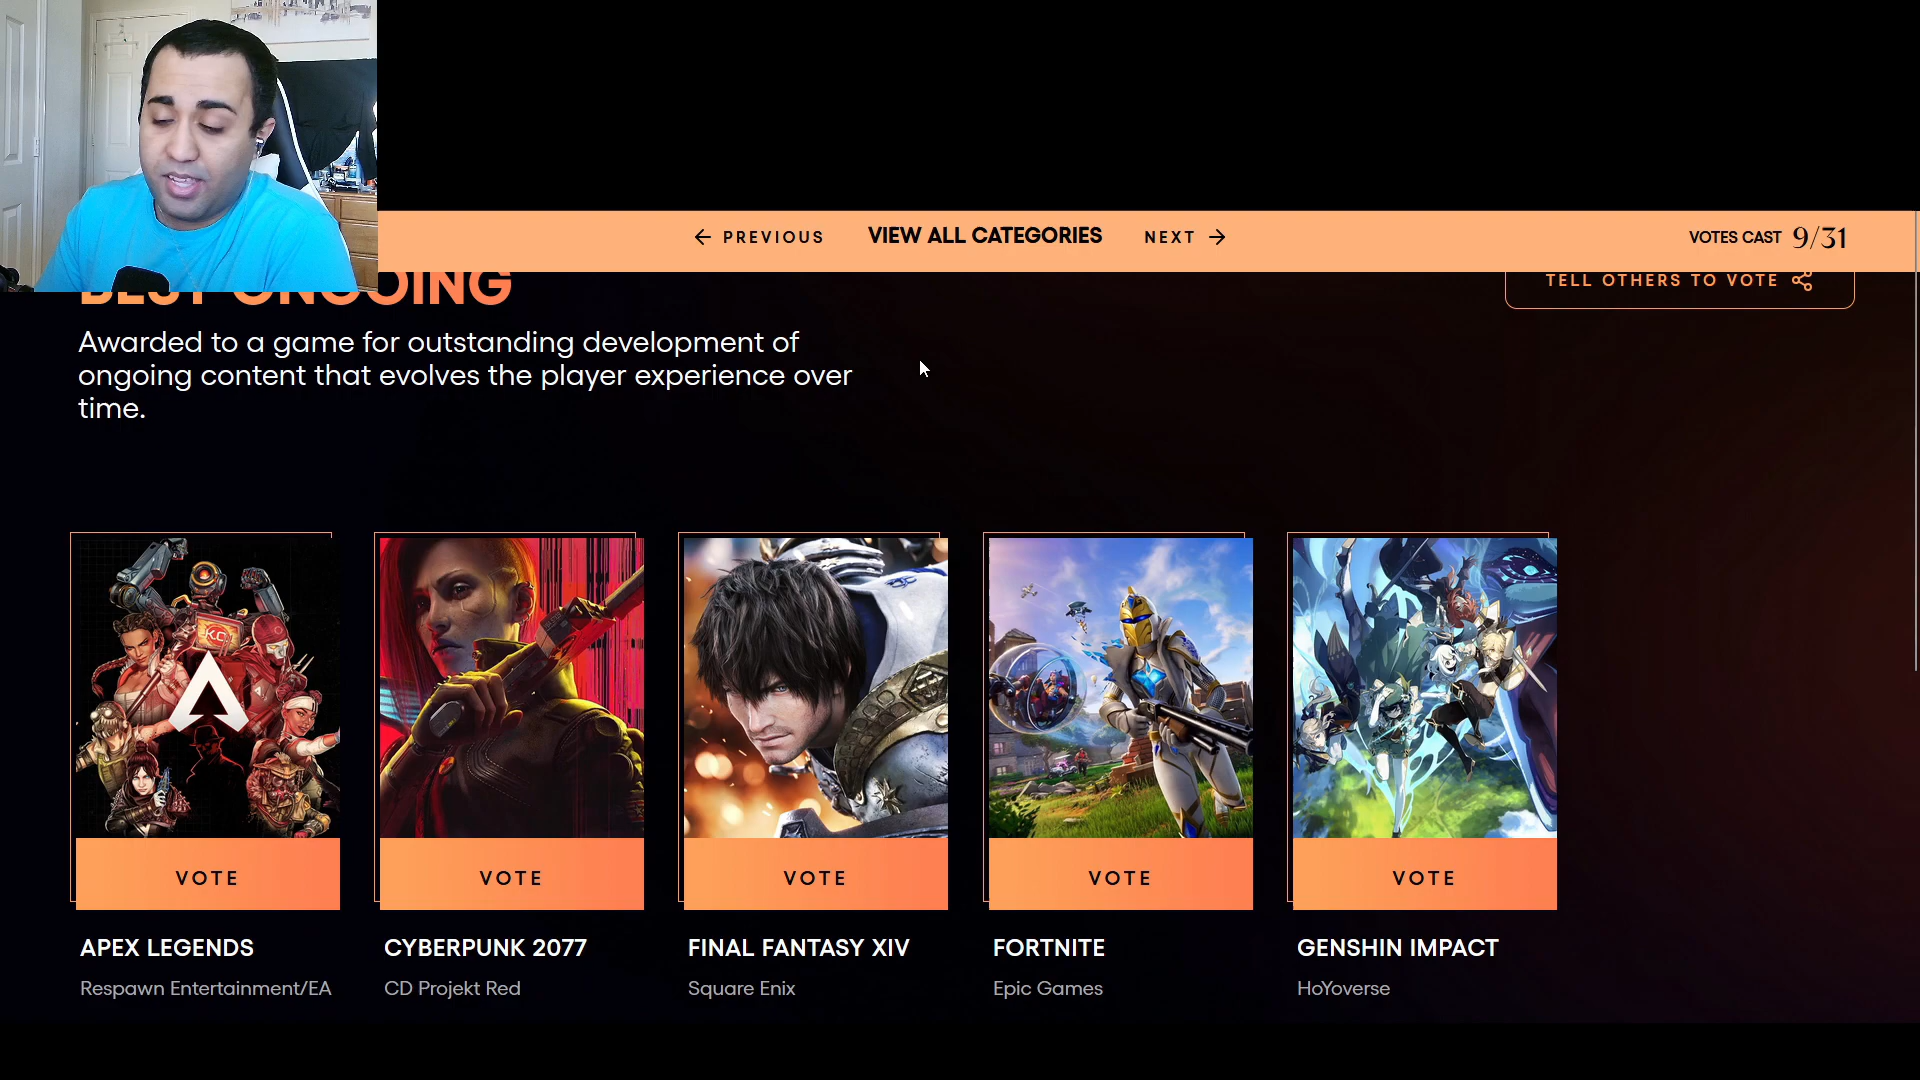 PREVIOUS
VIEW ALL CATEGORIES
NEXT
VOTES CAST 9/31
BEST ONGOING
TELL OTHERS TO VOTE
Awarded to a game for outstanding development of
ongoing content that evolves the player experience over
time.
VOTE
VOTE
VOTE
VOTE
VOTE
APEX LEGENDS
CYBERPUNK 2077
FINAL FANTASY XIV
FORTNITE
GENSHIN IMPACT
Respawn Entertainment/EA
CD Projekt Red
Square Enix
Epic Games
HoYoverse